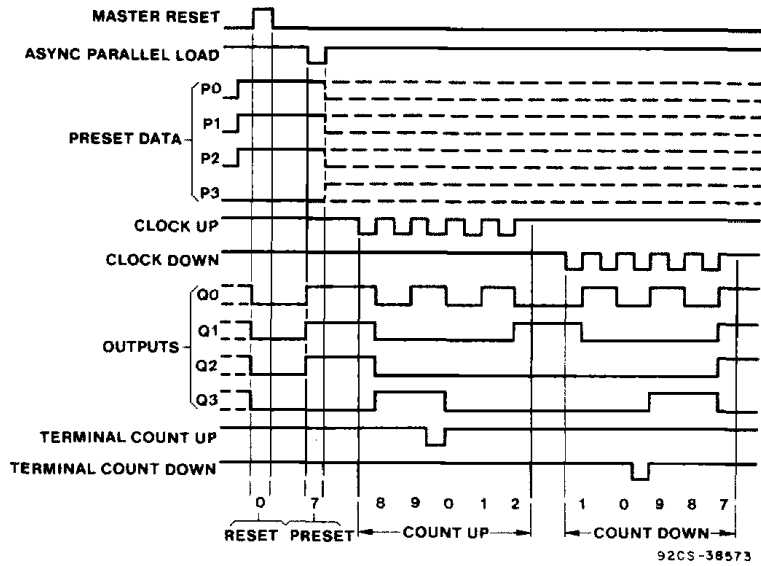 MASTER RESET
ASYNC PARALLEL LOAD
P0
P1
PRESET DATA
P2
P3
CLOCK UP
CLOCK DOWN
Q0
Q1
OUTPUTS
Q2
Q3
TERMINAL COUNT UP
TERMINAL COUNT DOWN
0 7 8 9 0 1 2 1 0 9 8 7
RESET PRESET COUNT UP COUNT DOWN
92CS-38573